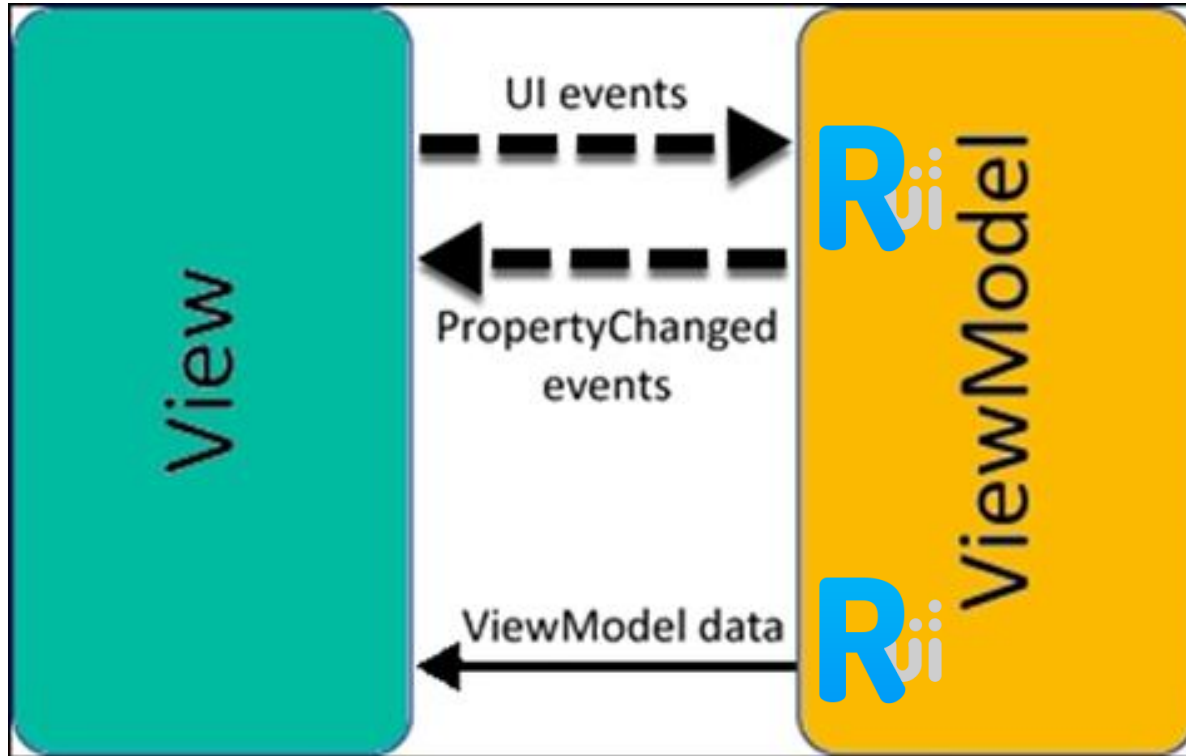 View
UI events
PropertyChanged
events
ViewModel data
ViewModel
Rui
Rui